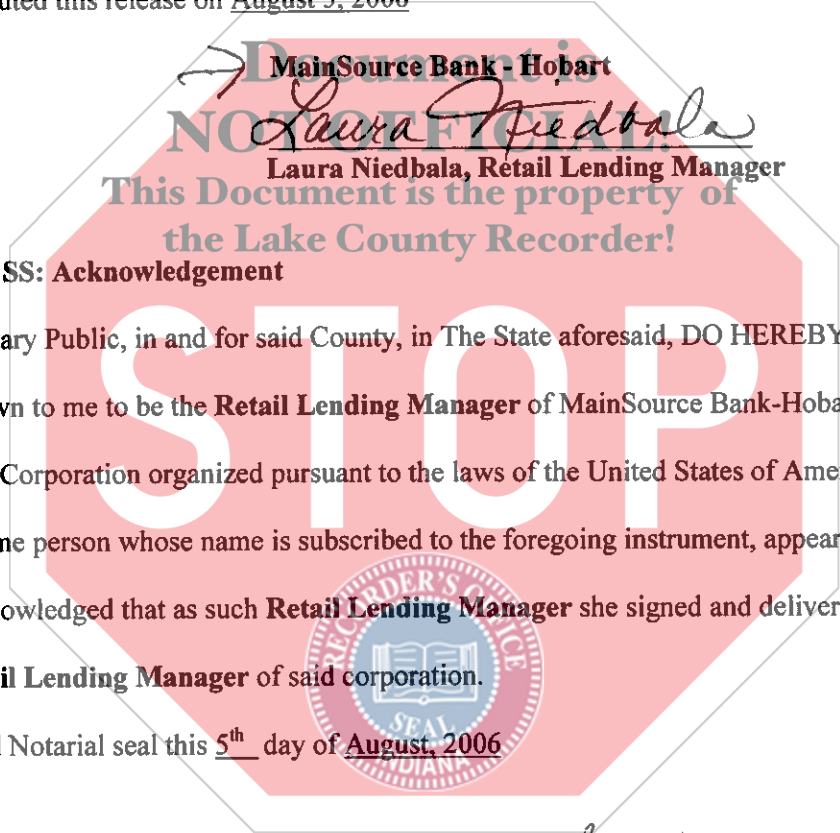 uted this release on August 5, 2006
Document is
MainSource Bank - Hobart
NOT OFFICIAL!
Laura Niedbala
Laura Niedbala, Retail Lending Manager
This Document is the property of
the Lake County Recorder!
SS: Acknowledgement
ary Public, in and for said County, in The State aforesaid, DO HEREBY
wn to me to be the Retail Lending Manager of MainSource Bank-Hoba
Corporation organized pursuant to the laws of the United States of Ame
me person whose name is subscribed to the foregoing instrument, appear
owledged that as such Retail Lending Manager she signed and deliver
il Lending Manager of said corporation.
l Notarial seal this 5th day of August, 2006
STOP
RECORDER'S OFFICE
SEAL
INDIANA